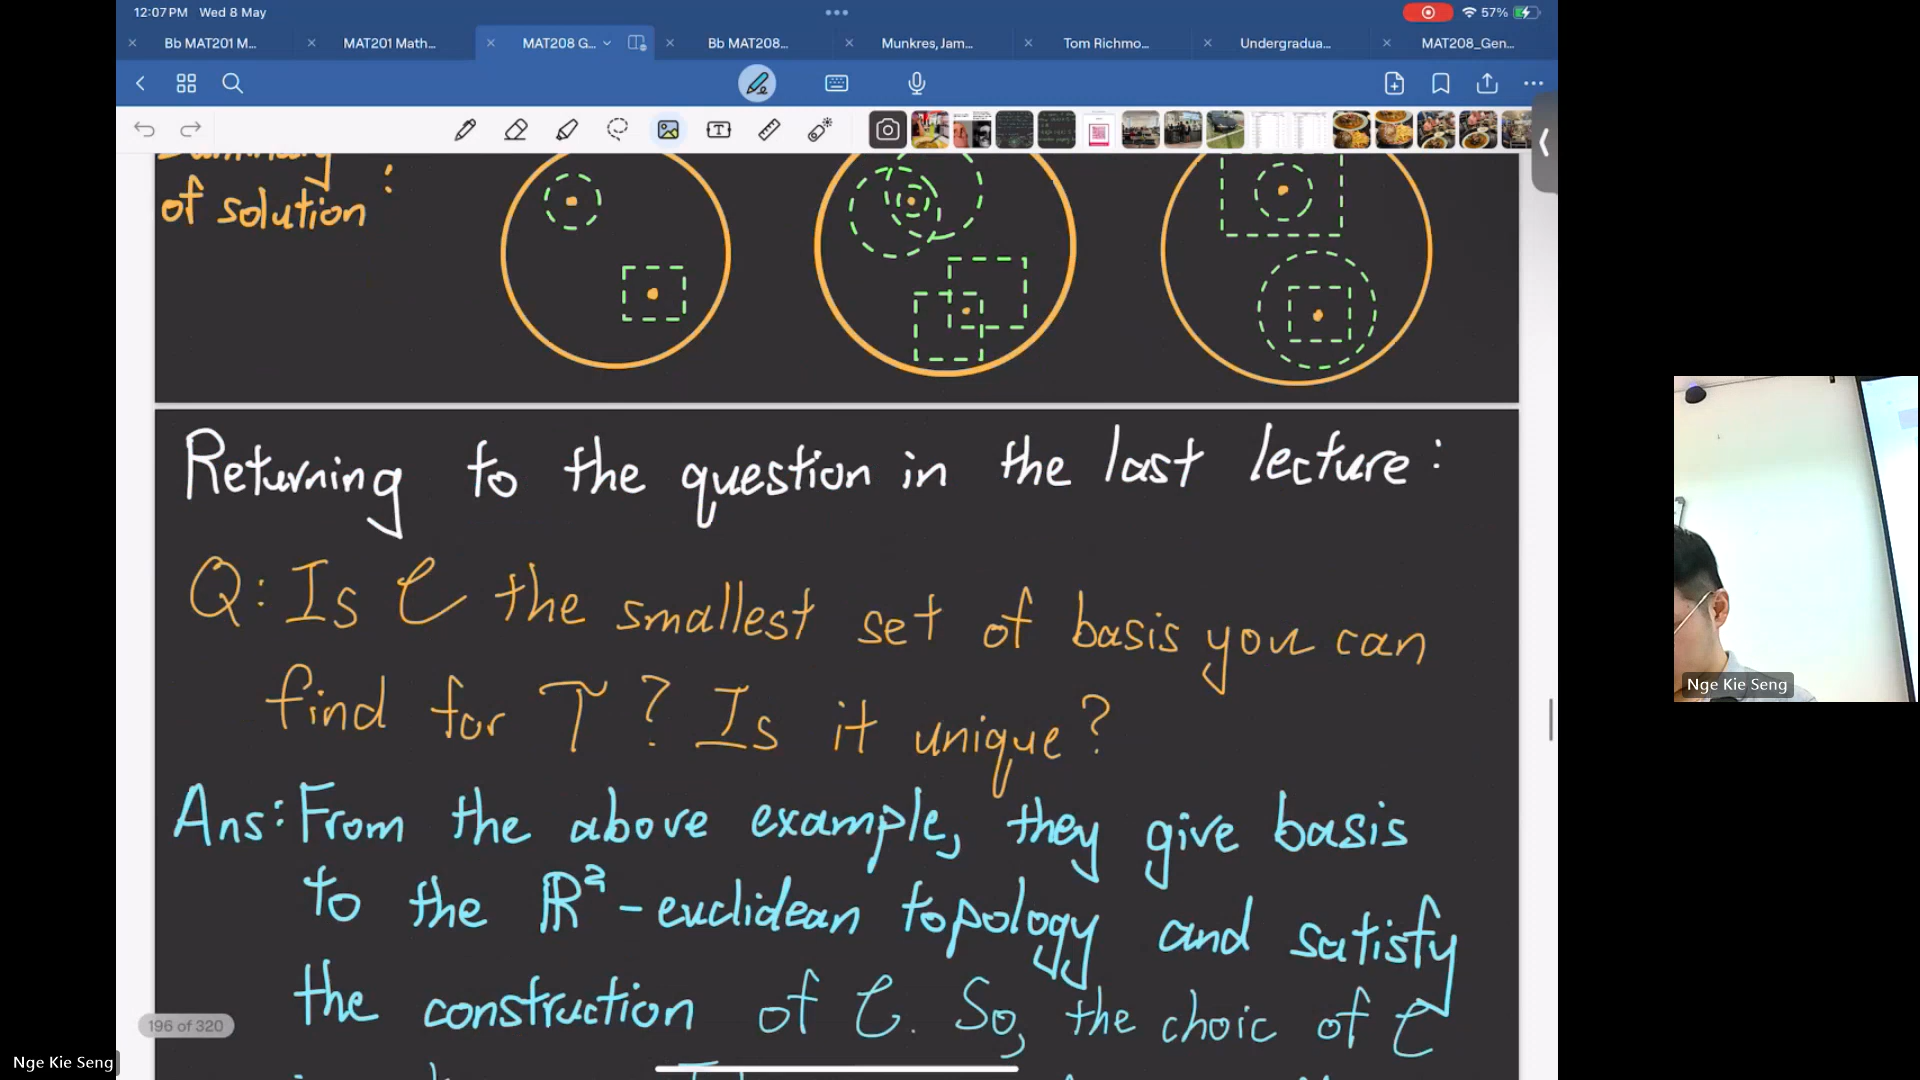 12:07 PM Wed 8 May
57%
Bb MAT201 M...
MAT201 Math...
MAT208 G...
Bb MAT208...
Munkres, Jam...
Tom Richmo...
Undergradua...
MAT208_Gen...
of solution :
Returning to the question in the last lecture:
Q: Is C the smallest set of basis you can
find for T? Is it unique?
Ans: From the above example, they give basis
to the ℝ²-euclidean topology and satisfy
the construction of C. So, the choic of C
196 of 320
Nge Kie Seng
Nge Kie Seng